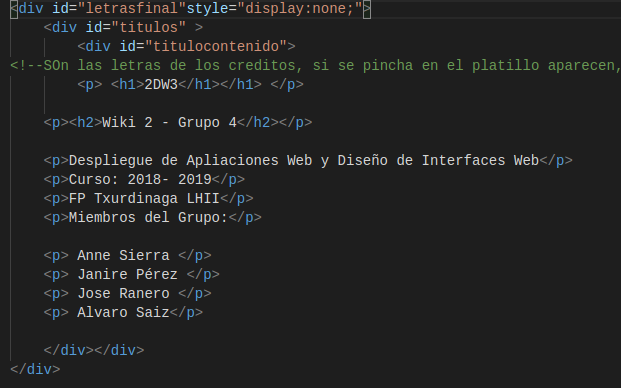 <div id="letrasfinal"style="display:none;">
<div id="titulos" >
<div id="titulocontenido">
<!--SOn las letras de los creditos, si se pincha en el platillo aparecen,
<p> <h1>2DW3</h1></h1> </p>
<p><h2>Wiki 2 - Grupo 4</h2></p>
<p>Despliegue de Apliaciones Web y Diseño de Interfaces Web</p>
<p>Curso: 2018- 2019</p>
<p>FP Txurdinaga LHII</p>
<p>Miembros del Grupo:</p>
<p> Anne Sierra </p>
<p> Janire Pérez </p>
<p> Jose Ranero </p>
<p> Alvaro Saiz</p>
</div></div>
</div>